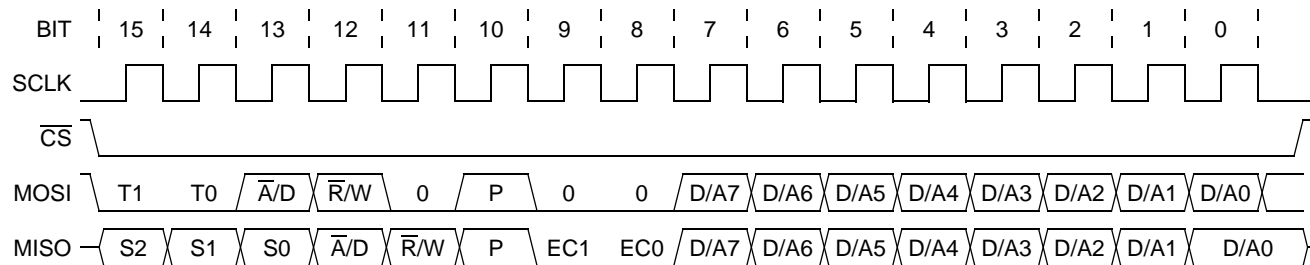 BIT 15 14 13 12 11 10 9 8 7 6 5 4 3 2 1 0
SCLK
C̅S̅
MOSI T1 T0 A̅/D R̅/W 0 P 0 0 D/A7 D/A6 D/A5 D/A4 D/A3 D/A2 D/A1 D/A0
MISO S2 S1 S0 A̅/D R̅/W P EC1 EC0 D/A7 D/A6 D/A5 D/A4 D/A3 D/A2 D/A1 D/A0